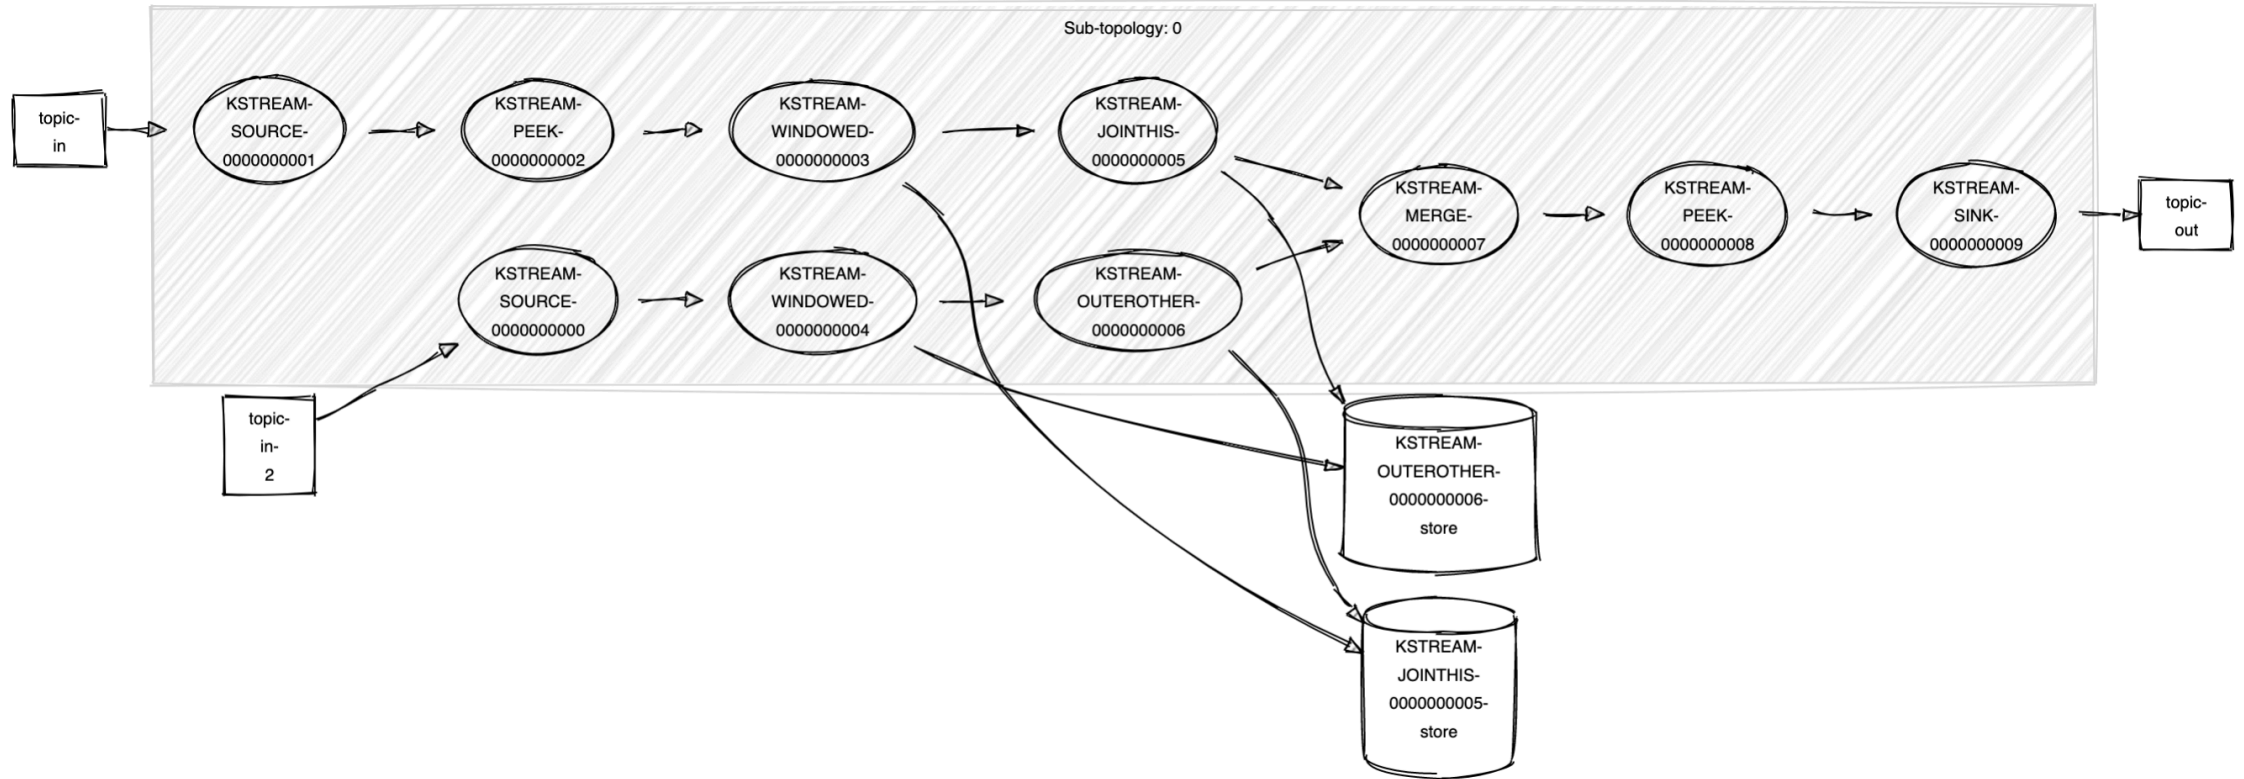 Sub-topology: 0
topic-
in
KSTREAM-
SOURCE-
0000000001
KSTREAM-
PEEK-
0000000002
KSTREAM-
WINDOWED-
0000000003
KSTREAM-
JOINTHIS-
0000000005
KSTREAM-
MERGE-
0000000007
KSTREAM-
PEEK-
0000000008
KSTREAM-
SINK-
0000000009
topic-
out
KSTREAM-
SOURCE-
0000000000
KSTREAM-
WINDOWED-
0000000004
KSTREAM-
OUTEROTHER-
0000000006
topic-
in-
2
KSTREAM-
OUTEROTHER-
0000000006-
store
KSTREAM-
JOINTHIS-
0000000005-
store